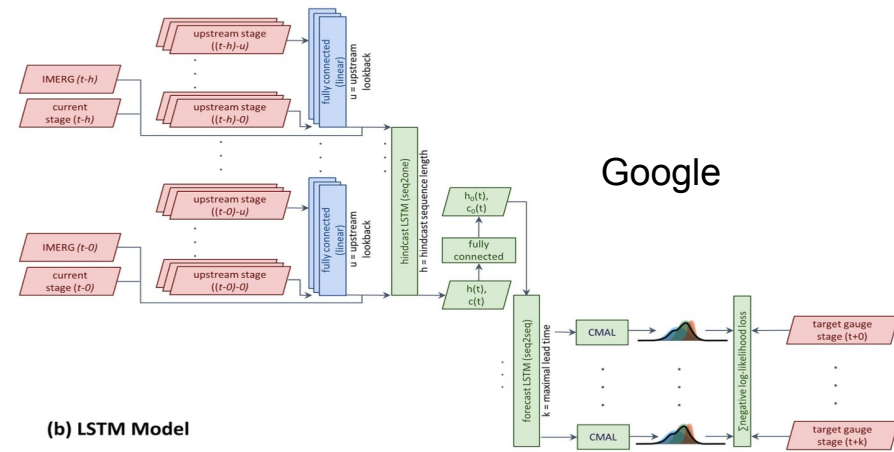 upstream stage
((t-h)-u)
fully connected
(linear)
u = upstream
lookback
IMERG (t-h)
current
stage (t-h)
upstream stage
((t-h)-0)
hindcast LSTM (seq2one)
h = hindcast sequence length
Google
upstream stage
((t-0)-u)
fully connected
(linear)
u = upstream
lookback
h₀(t),
c₀(t)
IMERG (t-0)
fully
connected
current
stage (t-0)
upstream stage
((t-0)-0)
h(t),
c(t)
forecast LSTM (seq2seq)
k = maximal lead time
CMAL
∑negative log-likelihood loss
target gauge
stage (t+0)
(b) LSTM Model
CMAL
target gauge
stage (t+k)